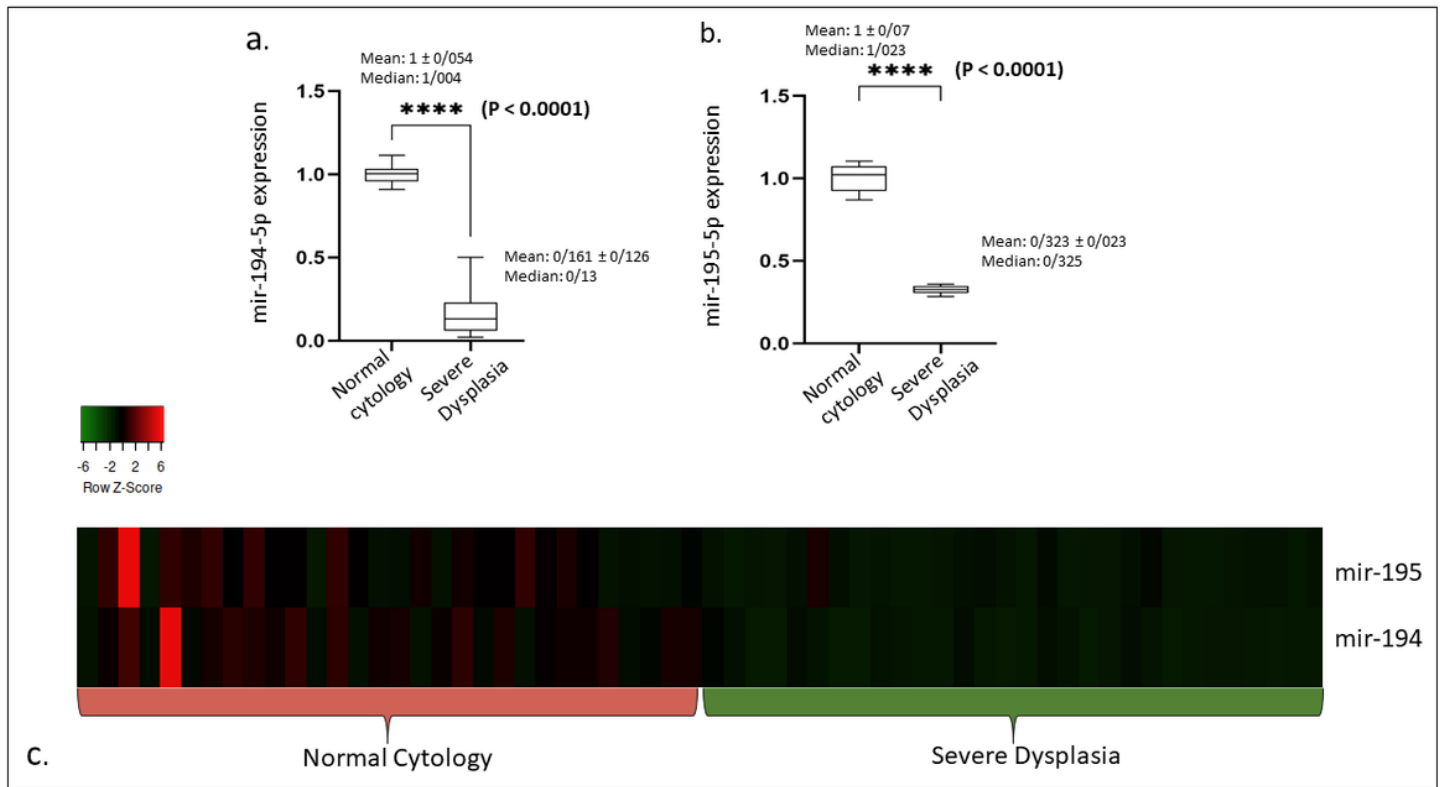 a.
Mean: 1 ± 0/054
Median: 1/004
**** (P < 0.0001)
mir-194-5p expression
1.5
1.0
0.5
0.0
Mean: 0/161 ± 0/126
Median: 0/13
Normal
cytology
Severe
Dysplasia
b.
Mean: 1 ± 0/07
Median: 1/023
**** (P < 0.0001)
mir-195-5p expression
1.5
1.0
0.5
0.0
Mean: 0/323 ± 0/023
Median: 0/325
Normal
cytology
Severe
Dysplasia
-6 -2 2 6
Row Z-Score
mir-195
mir-194
c.
Normal Cytology
Severe Dysplasia